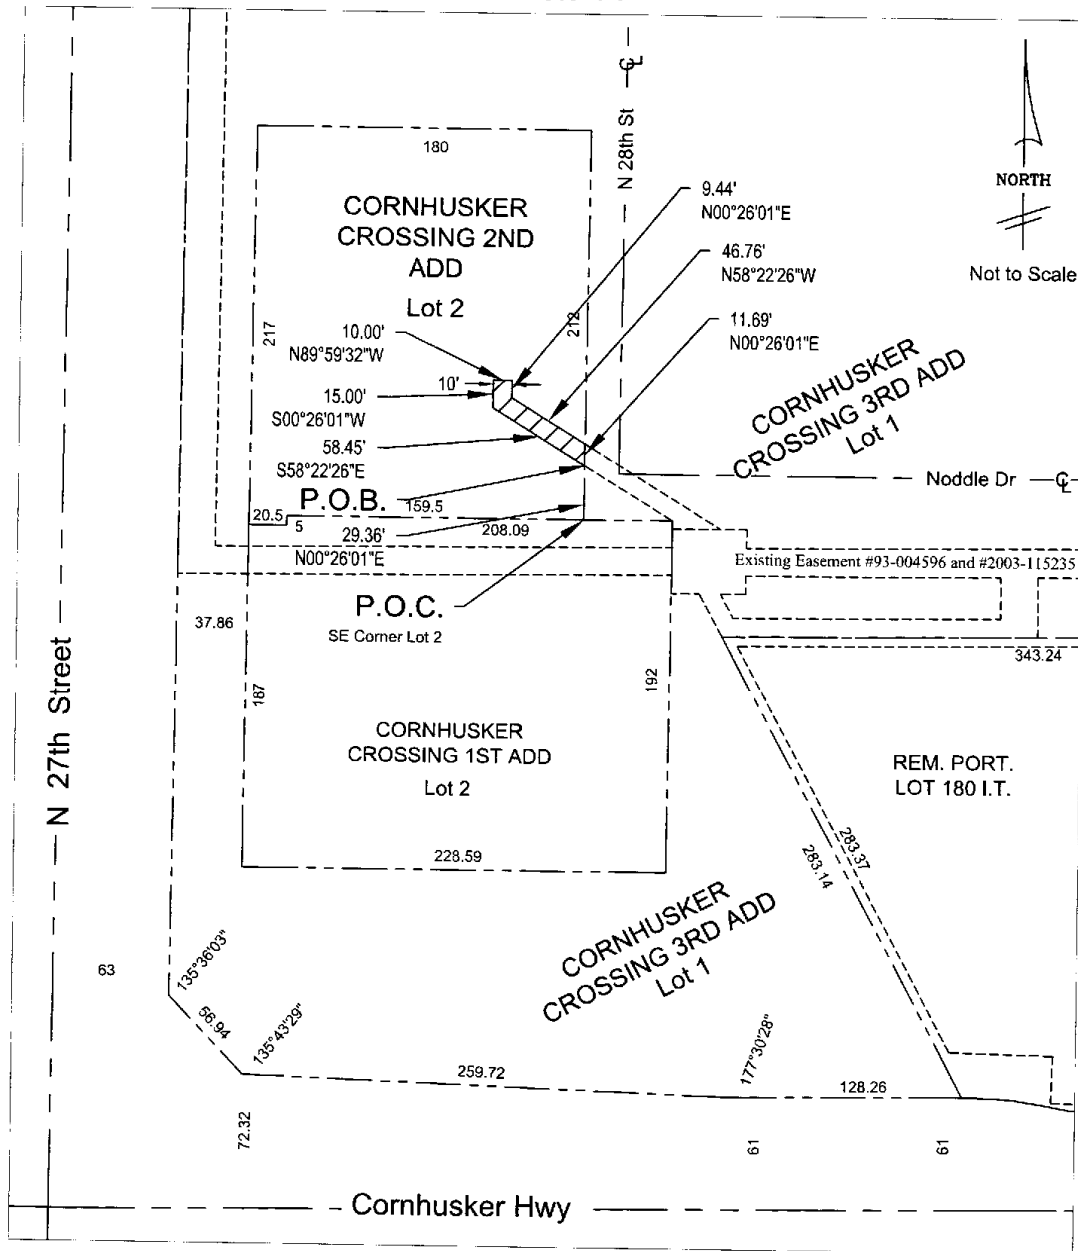 ℄
N 28th St
NORTH
Not to Scale
180
CORNHUSKER
CROSSING 2ND
ADD
Lot 2
217
212
9.44'
N00°26'01"E
46.76'
N58°22'26"W
11.69'
N00°26'01"E
10.00'
N89°59'32"W
10'
15.00'
S00°26'01"W
58.45'
S58°22'26"E
P.O.B.
159.5
20.5
5
208.09
29.36'
N00°26'01"E
CORNHUSKER
CROSSING 3RD ADD
Lot 1
Noddle Dr
℄
Existing Easement #93-004596 and #2003-115235
P.O.C.
SE Corner Lot 2
37.86
343.24
187
192
N 27th Street
CORNHUSKER
CROSSING 1ST ADD
Lot 2
REM. PORT.
LOT 180 I.T.
228.59
283.37
283.14
CORNHUSKER
CROSSING 3RD ADD
Lot 1
63
135°36'03"
56.94
135°43'29"
259.72
177°30'28"
128.26
72.32
61
61
Cornhusker Hwy